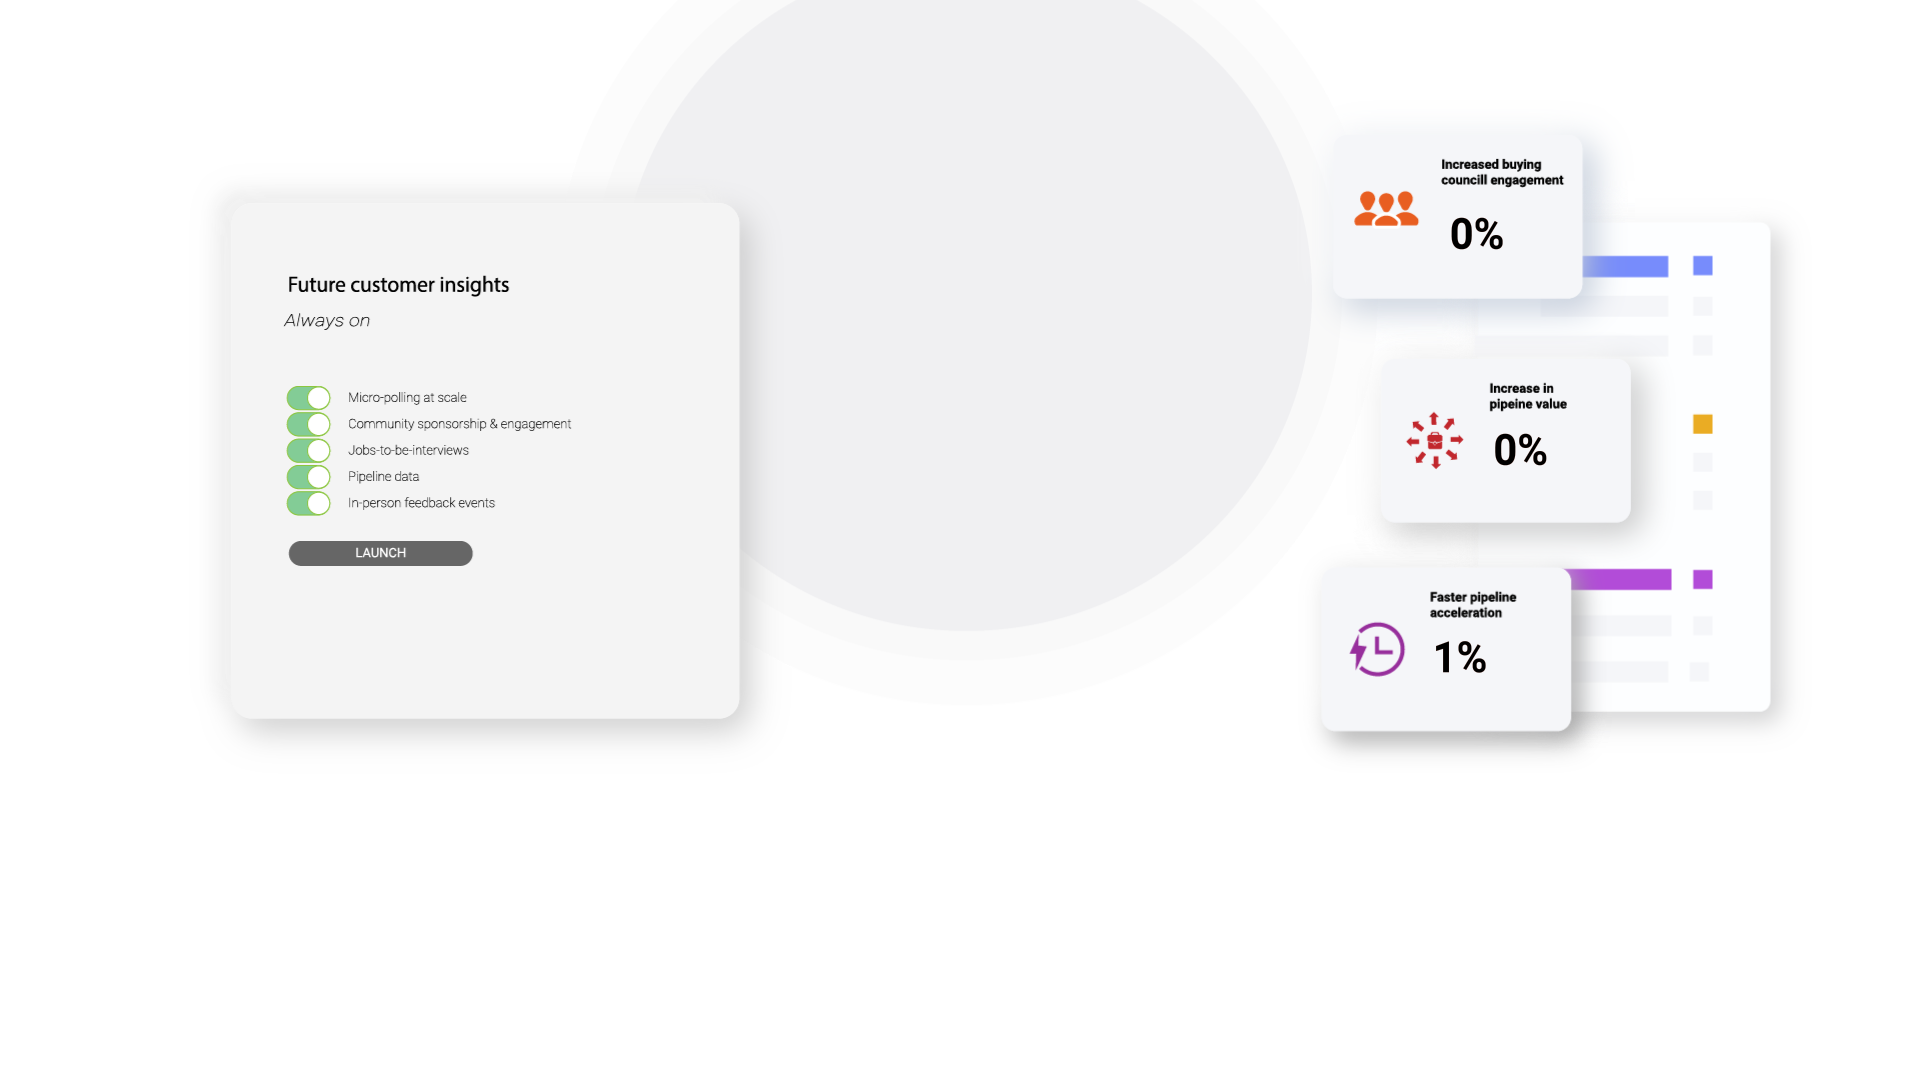 Future customer insights
Always on
Micro-polling at scale
Community sponsorship & engagement
Jobs-to-be-interviews
Pipeline data
In-person feedback events
LAUNCH
Increased buying
councill engagement
0%
Increase in
pipeine value
0%
Faster pipeline
acceleration
1%